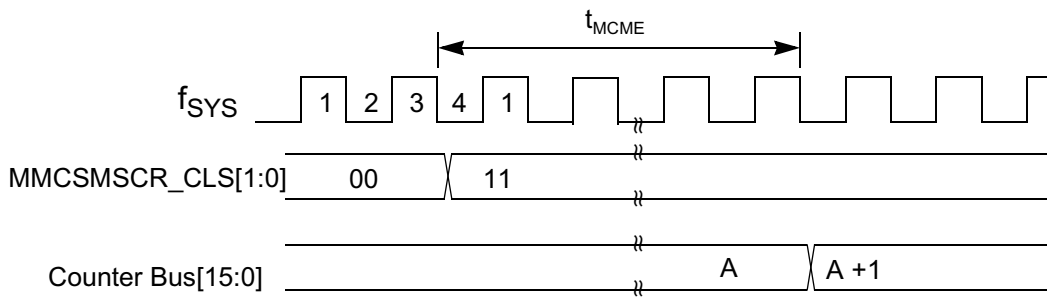 tMCME
fSYS 1 2 3 4 1
MMCSMSCR_CLS[1:0] 00 11
Counter Bus[15:0] A A +1